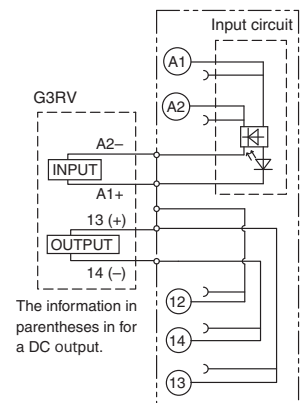 Input circuit
A1
G3RV
A2
A2–
INPUT
A1+
13 (+)
OUTPUT
14 (–)
12
14
13
The information in
parentheses in for
a DC output.